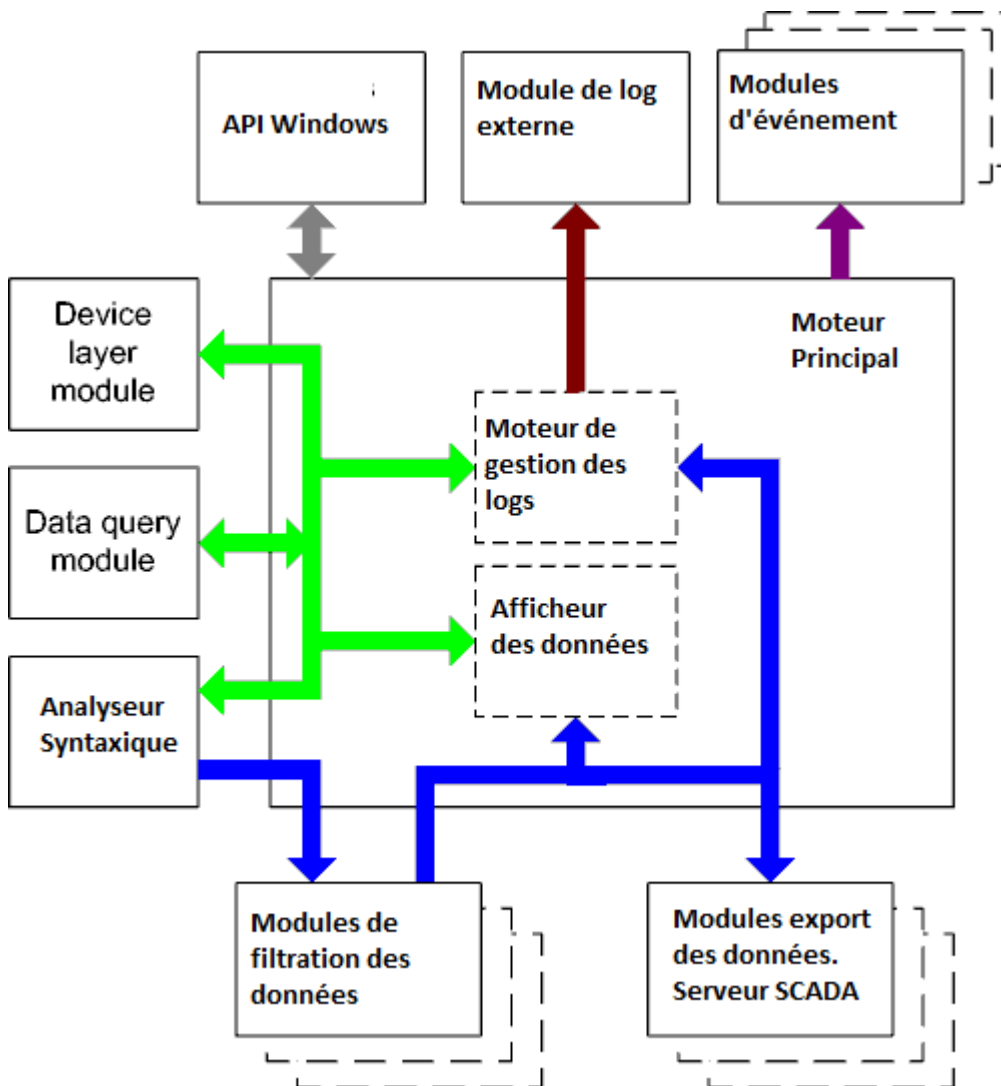 API Windows
Module de log
externe
Modules
d'événement
Device
layer
module
Moteur
Principal
Moteur de
gestion des
logs
Data query
module
Afficheur
des données
Analyseur
Syntaxique
Modules de
filtration des
données
Modules export
des données.
Serveur SCADA